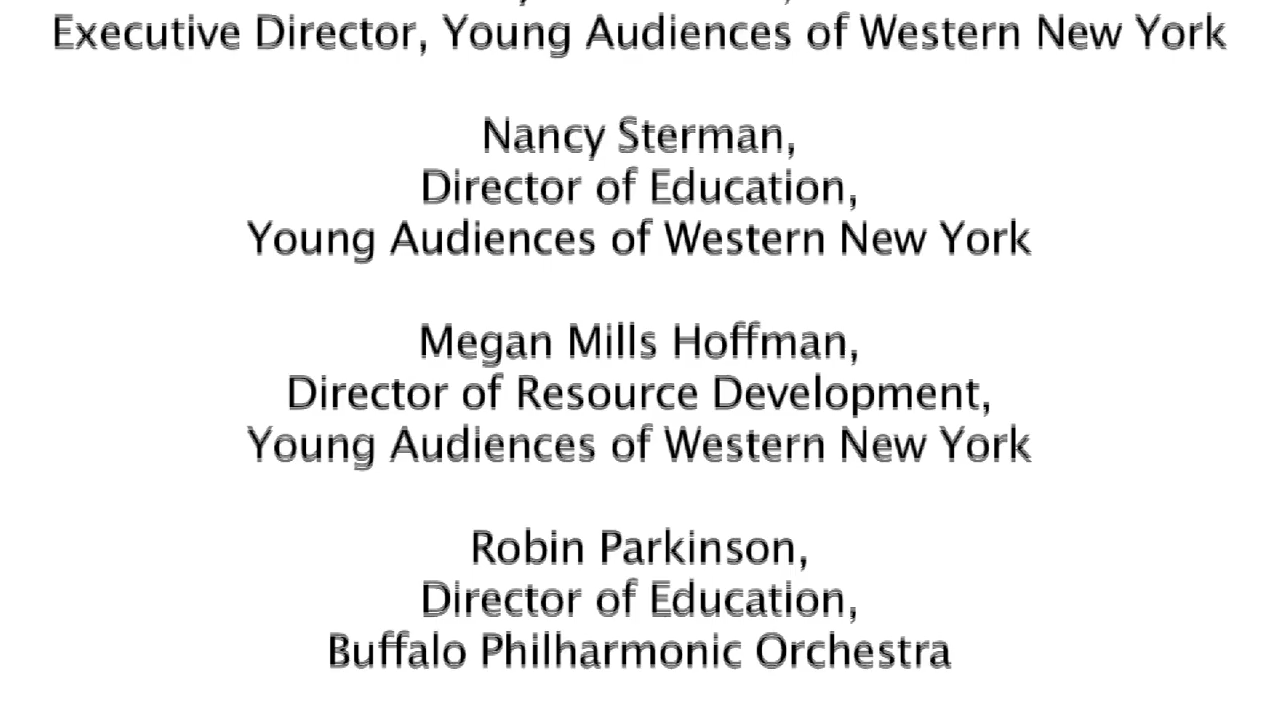 Executive Director, Young Audiences of Western New York
Nancy Sterman,
Director of Education,
Young Audiences of Western New York
Megan Mills Hoffman,
Director of Resource Development,
Young Audiences of Western New York
Robin Parkinson,
Director of Education,
Buffalo Philharmonic Orchestra